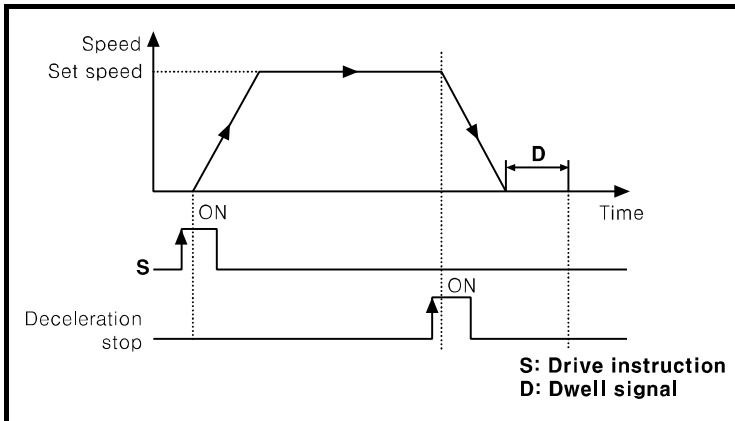 Speed
Set speed
D
Time
ON
S
ON
Deceleration
stop
S: Drive instruction
D: Dwell signal